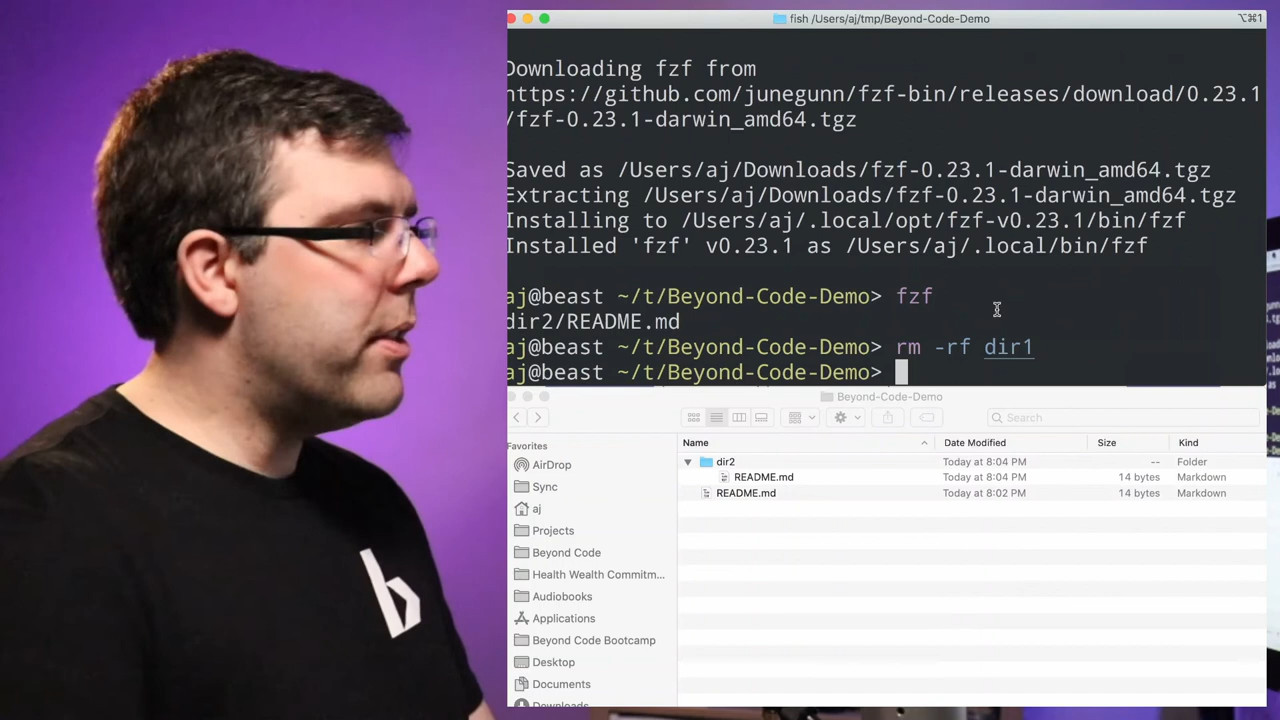 fish /Users/aj/tmp/Beyond-Code-Demo
⌥⌘1
Downloading fzf from
https://github.com/junegunn/fzf-bin/releases/download/0.23.1
/fzf-0.23.1-darwin_amd64.tgz
Saved as /Users/aj/Downloads/fzf-0.23.1-darwin_amd64.tgz
Extracting /Users/aj/Downloads/fzf-0.23.1-darwin_amd64.tgz
Installing to /Users/aj/.local/opt/fzf-v0.23.1/bin/fzf
Installed 'fzf' v0.23.1 as /Users/aj/.local/bin/fzf
aj@beast ~/t/Beyond-Code-Demo> fzf
dir2/README.md
aj@beast ~/t/Beyond-Code-Demo> rm -rf dir1
aj@beast ~/t/Beyond-Code-Demo>
Beyond-Code-Demo
Search
Favorites
AirDrop
Sync
aj
Projects
Beyond Code
Health Wealth Commitm...
Audiobooks
Applications
Beyond Code Bootcamp
Desktop
Documents
Downloads
Name Date Modified Size Kind
dir2 Today at 8:04 PM -- Folder
README.md Today at 8:04 PM 14 bytes Markdown
README.md Today at 8:02 PM 14 bytes Markdown
b